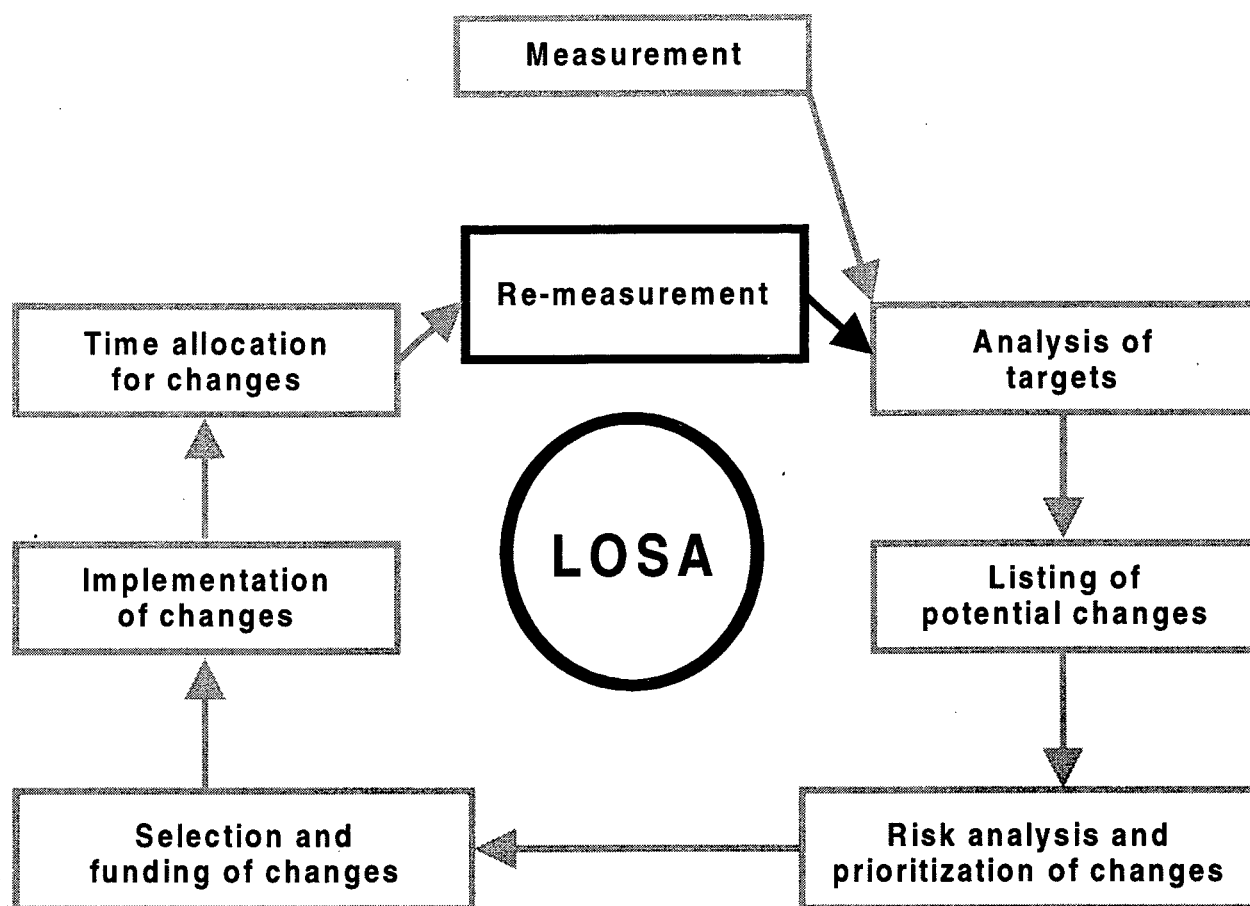 Measurement
Re-measurement
Time allocation
for changes
Analysis of
targets
LOSA
Implementation
of changes
Listing of
potential changes
Selection and
funding of changes
Risk analysis and
prioritization of changes